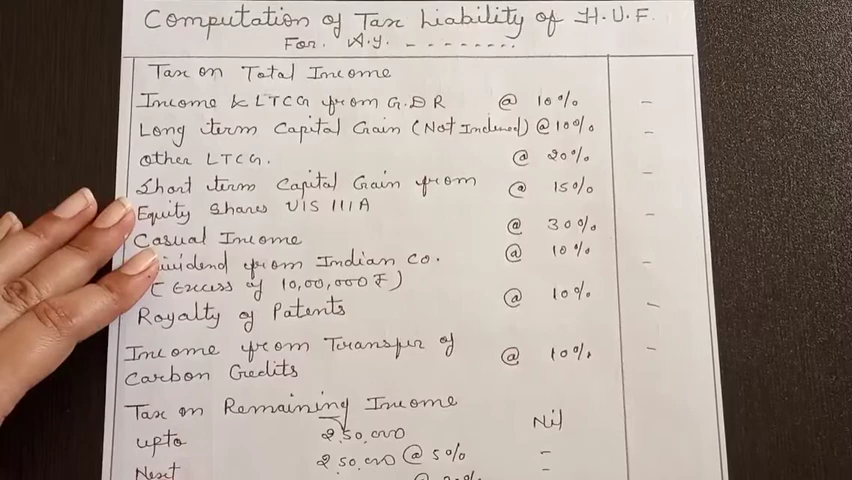 Computation of Tax Liability of H.U.F.
For. A.Y. - - - - - - - -
Tax on Total Income
Income & LTCG from G.D R @ 10% -
Long term Capital Gain (Not Indexed) @ 10% -
Other LTCG. @ 20% -
Short term Capital Gain from @ 15% -
Equity Shares U/S 111A
Casual Income @ 30% -
Dividend from Indian Co. @ 10% -
(Excess of 10,00,000 ₹)
Royalty of Patents @ 10% -
Income from Transfer of @ 10% -
Carbon Credits
Tax on Remaining Income
upto 2,50,000 Nil
Next 2,50,000 @ 5% -